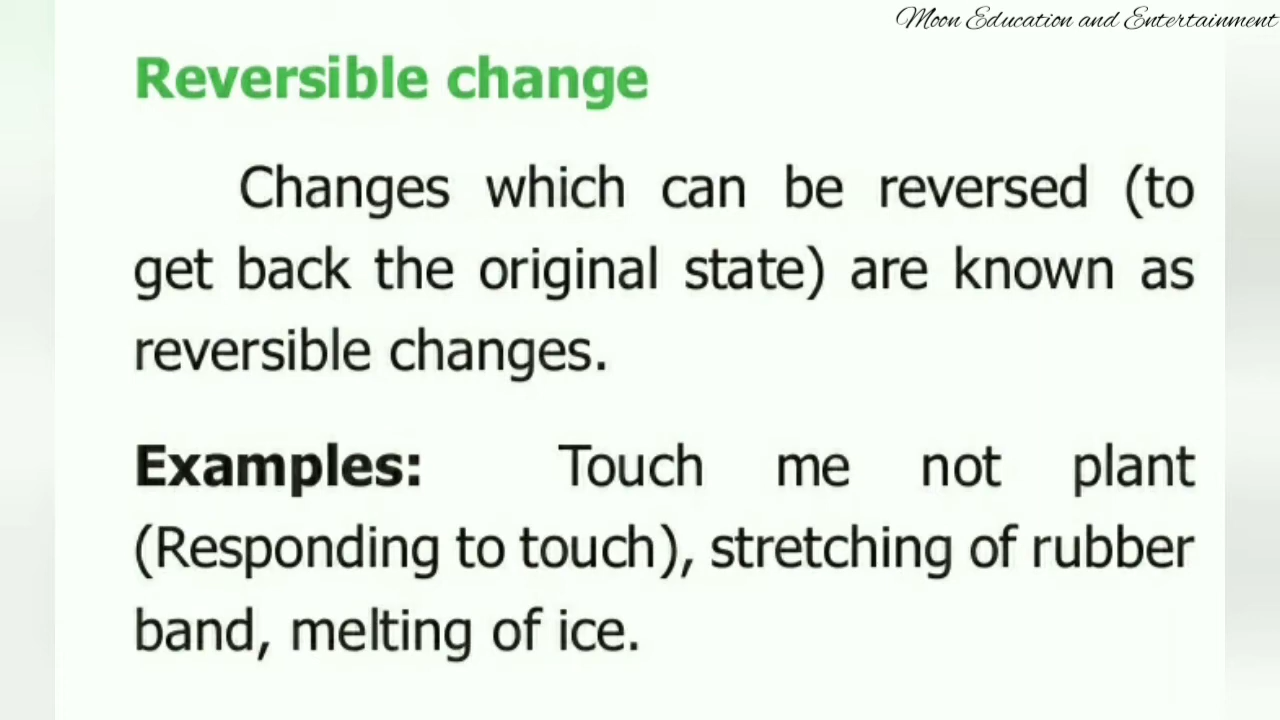 Moon Education and Entertainment
Reversible change
Changes which can be reversed (to
get back the original state) are known as
reversible changes.
Examples: Touch me not plant
(Responding to touch), stretching of rubber
band, melting of ice.